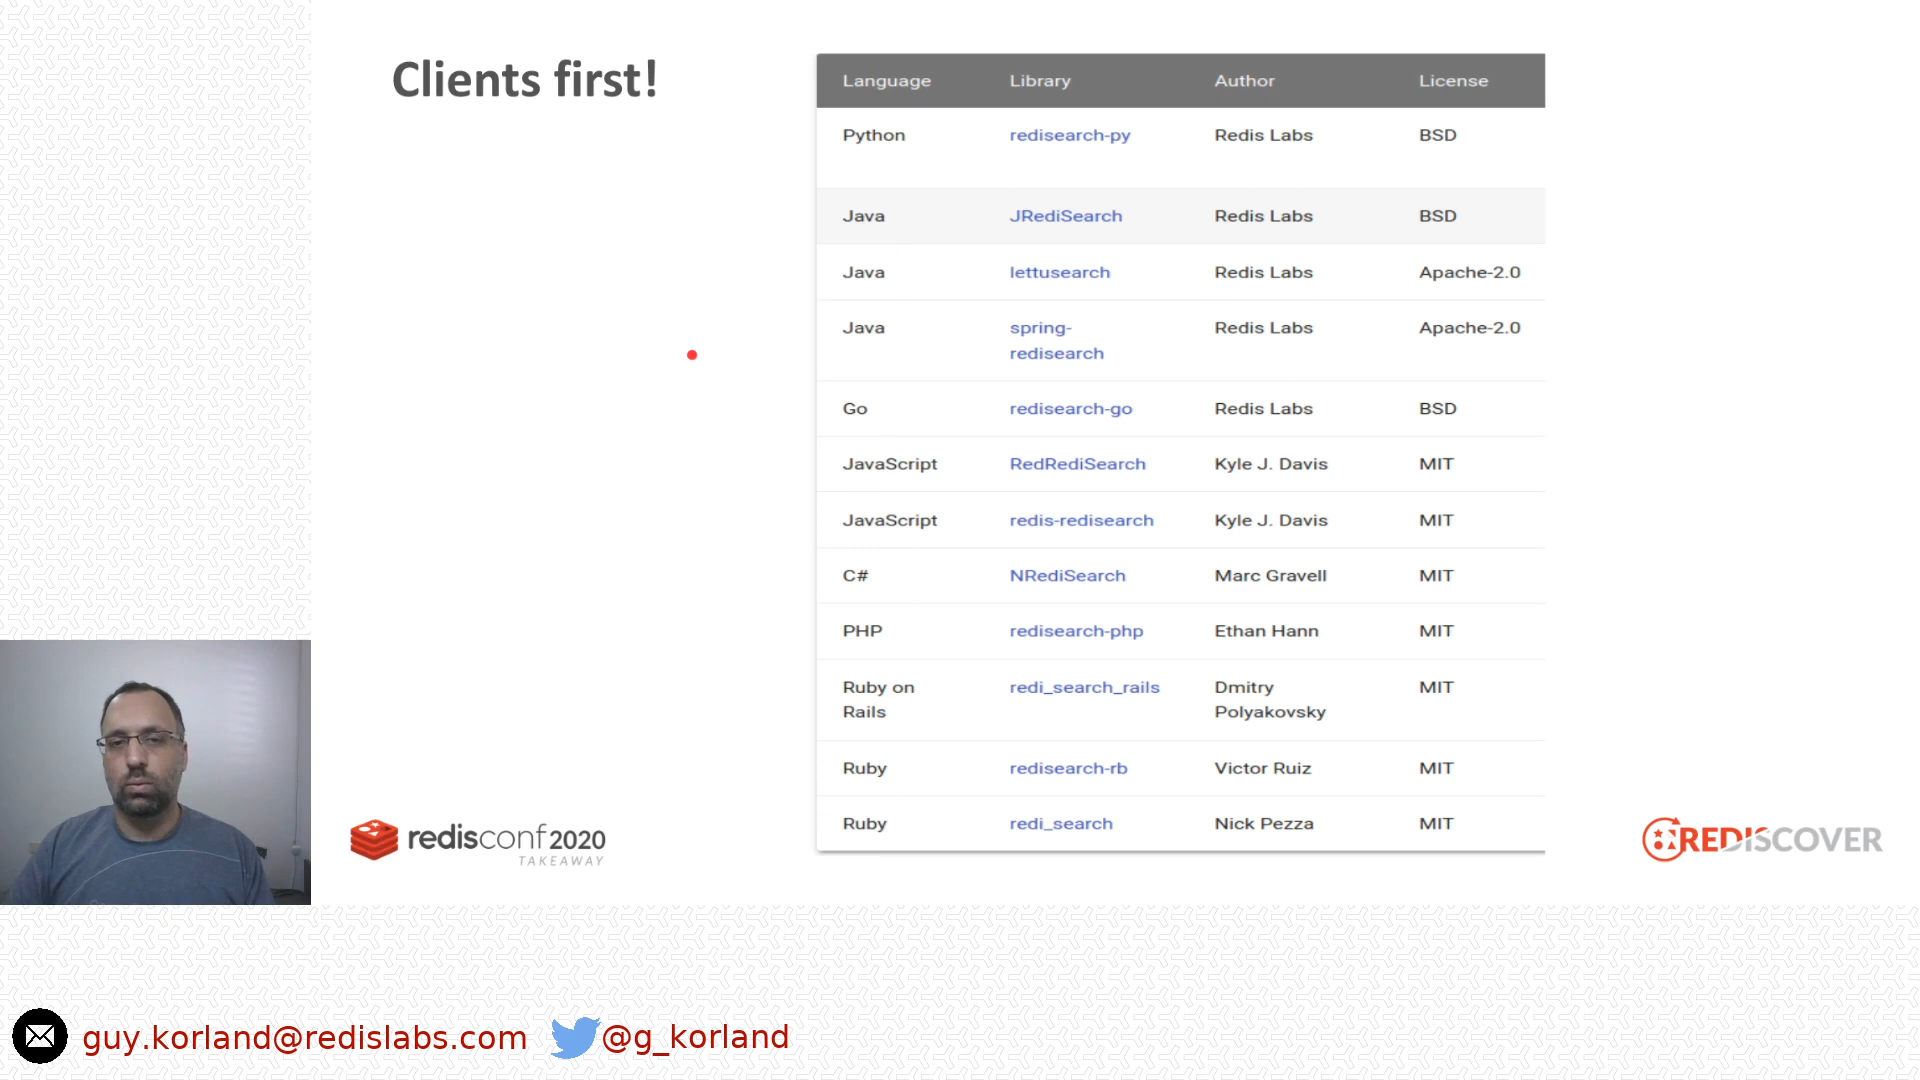 Clients first!
Language Library Author License
Python redisearch-py Redis Labs BSD
Java JRediSearch Redis Labs BSD
Java lettusearch Redis Labs Apache-2.0
Java spring- Redis Labs Apache-2.0
redisearch
Go redisearch-go Redis Labs BSD
JavaScript RedRediSearch Kyle J. Davis MIT
JavaScript redis-redisearch Kyle J. Davis MIT
C# NRediSearch Marc Gravell MIT
PHP redisearch-php Ethan Hann MIT
Ruby on redi_search_rails Dmitry MIT
Rails Polyakovsky
Ruby redisearch-rb Victor Ruiz MIT
Ruby redi_search Nick Pezza MIT
redisconf 2020
TAKEAWAY
REDISCOVER
guy.korland@redislabs.com @g_korland